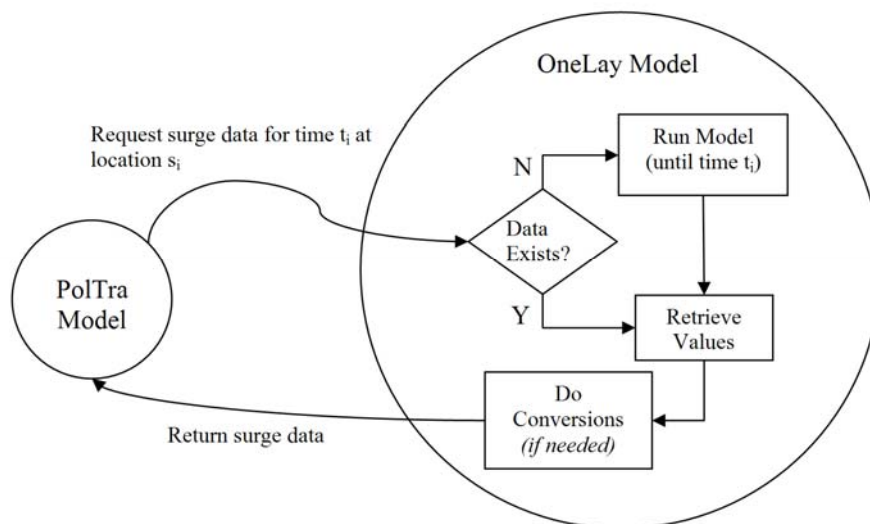 OneLay Model
Request surge data for time tᵢ at
location sᵢ
Run Model
(until time tᵢ)
N
Data
Exists?
PolTra
Model
Y
Retrieve
Values
Do
Conversions
(if needed)
Return surge data